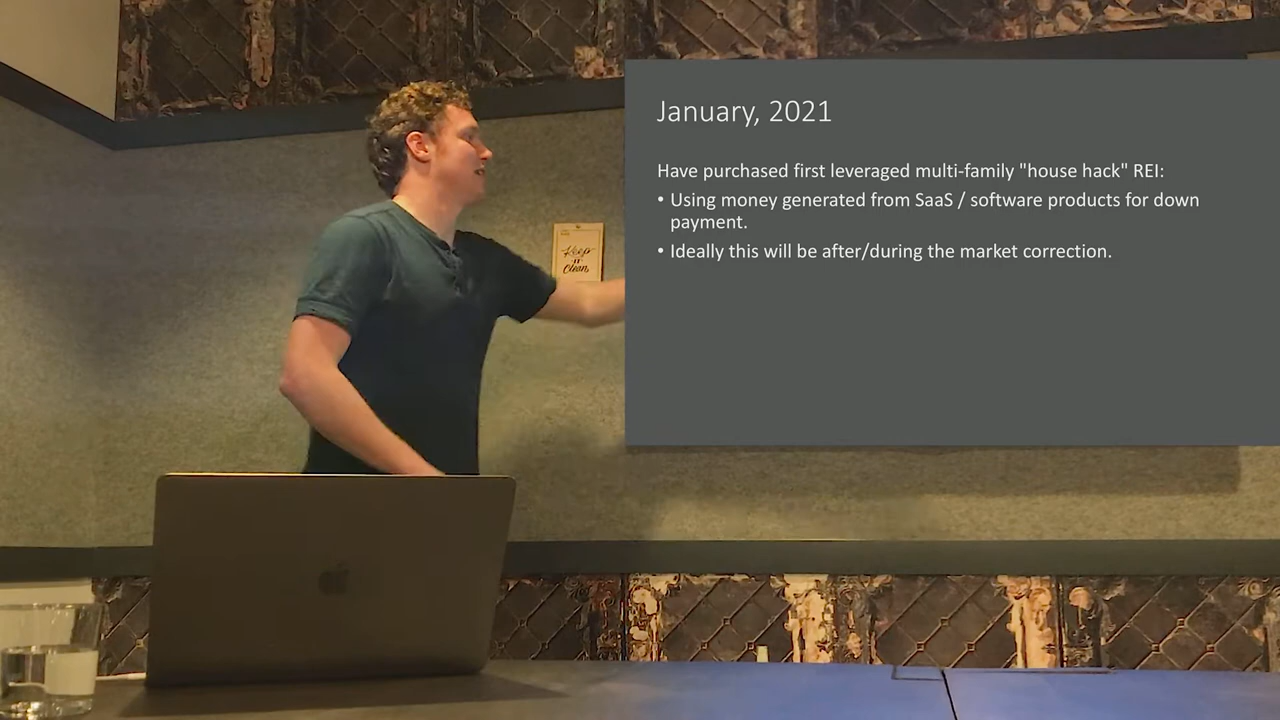 January, 2021
Have purchased first leveraged multi-family "house hack" REI:
• Using money generated from SaaS / software products for down
payment.
• Ideally this will be after/during the market correction.
Keep
IT
Clean